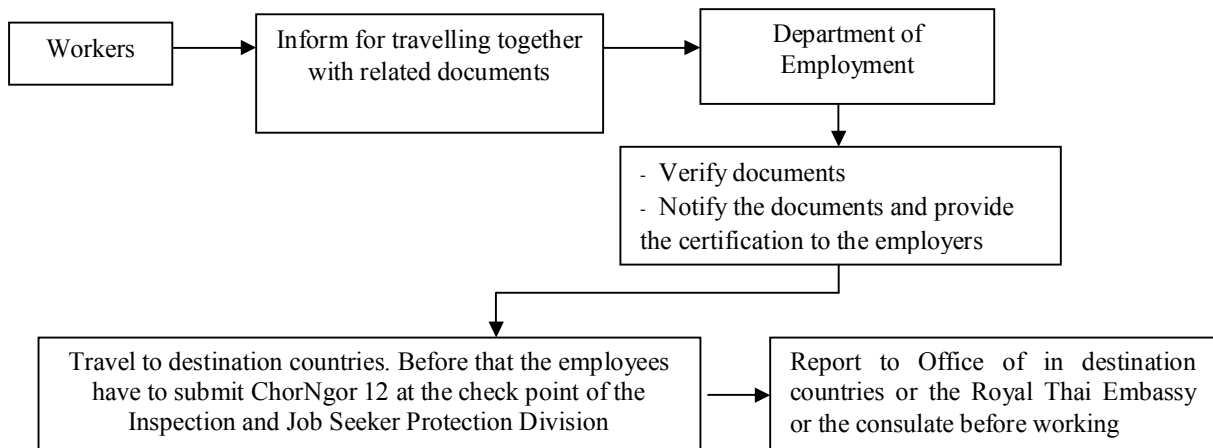 Workers
Inform for travelling together
with related documents
Department of
Employment
- Verify documents
- Notify the documents and provide
the certification to the employers
Travel to destination countries. Before that the employees
have to submit ChorNgor 12 at the check point of the
Inspection and Job Seeker Protection Division
Report to Office of in destination
countries or the Royal Thai Embassy
or the consulate before working